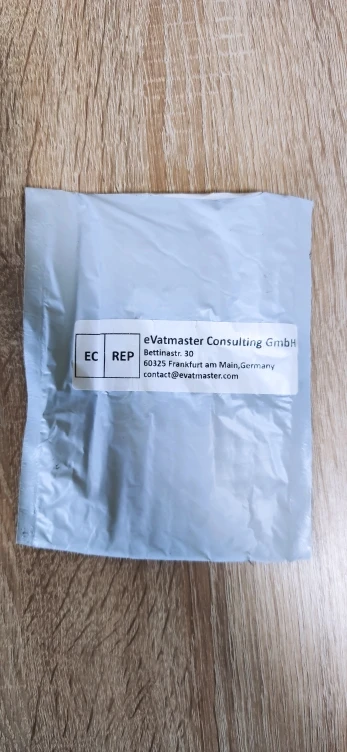 EC REP
eVatmaster Consulting GmbH
Bettinastr. 30
60325 Frankfurt am Main,Germany
contact@evatmaster.com